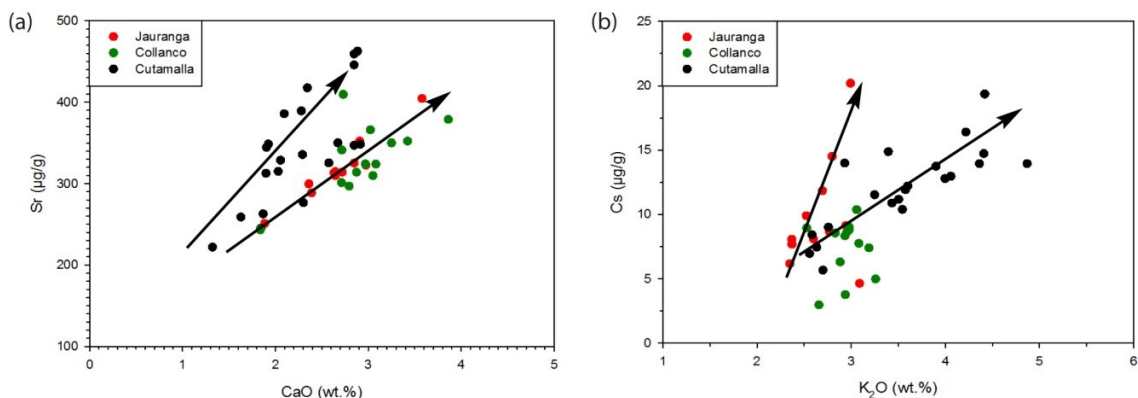 (a)
500
400
300
200
100
Sr (µg/g)
Jauranga
Collanco
Cutamalla
0 1 2 3 4 5
CaO (wt.%)
(b)
25
20
15
10
5
0
Cs (µg/g)
Jauranga
Collanco
Cutamalla
1 2 3 4 5 6
K₂O (wt.%)